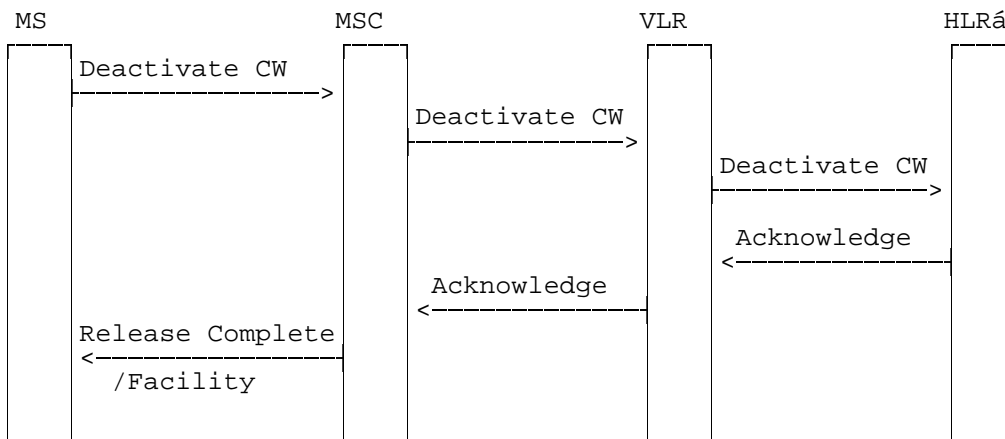 MS MSC VLR HLRá
Deactivate CW
Deactivate CW
Deactivate CW
Acknowledge
Acknowledge
Release Complete
/Facility